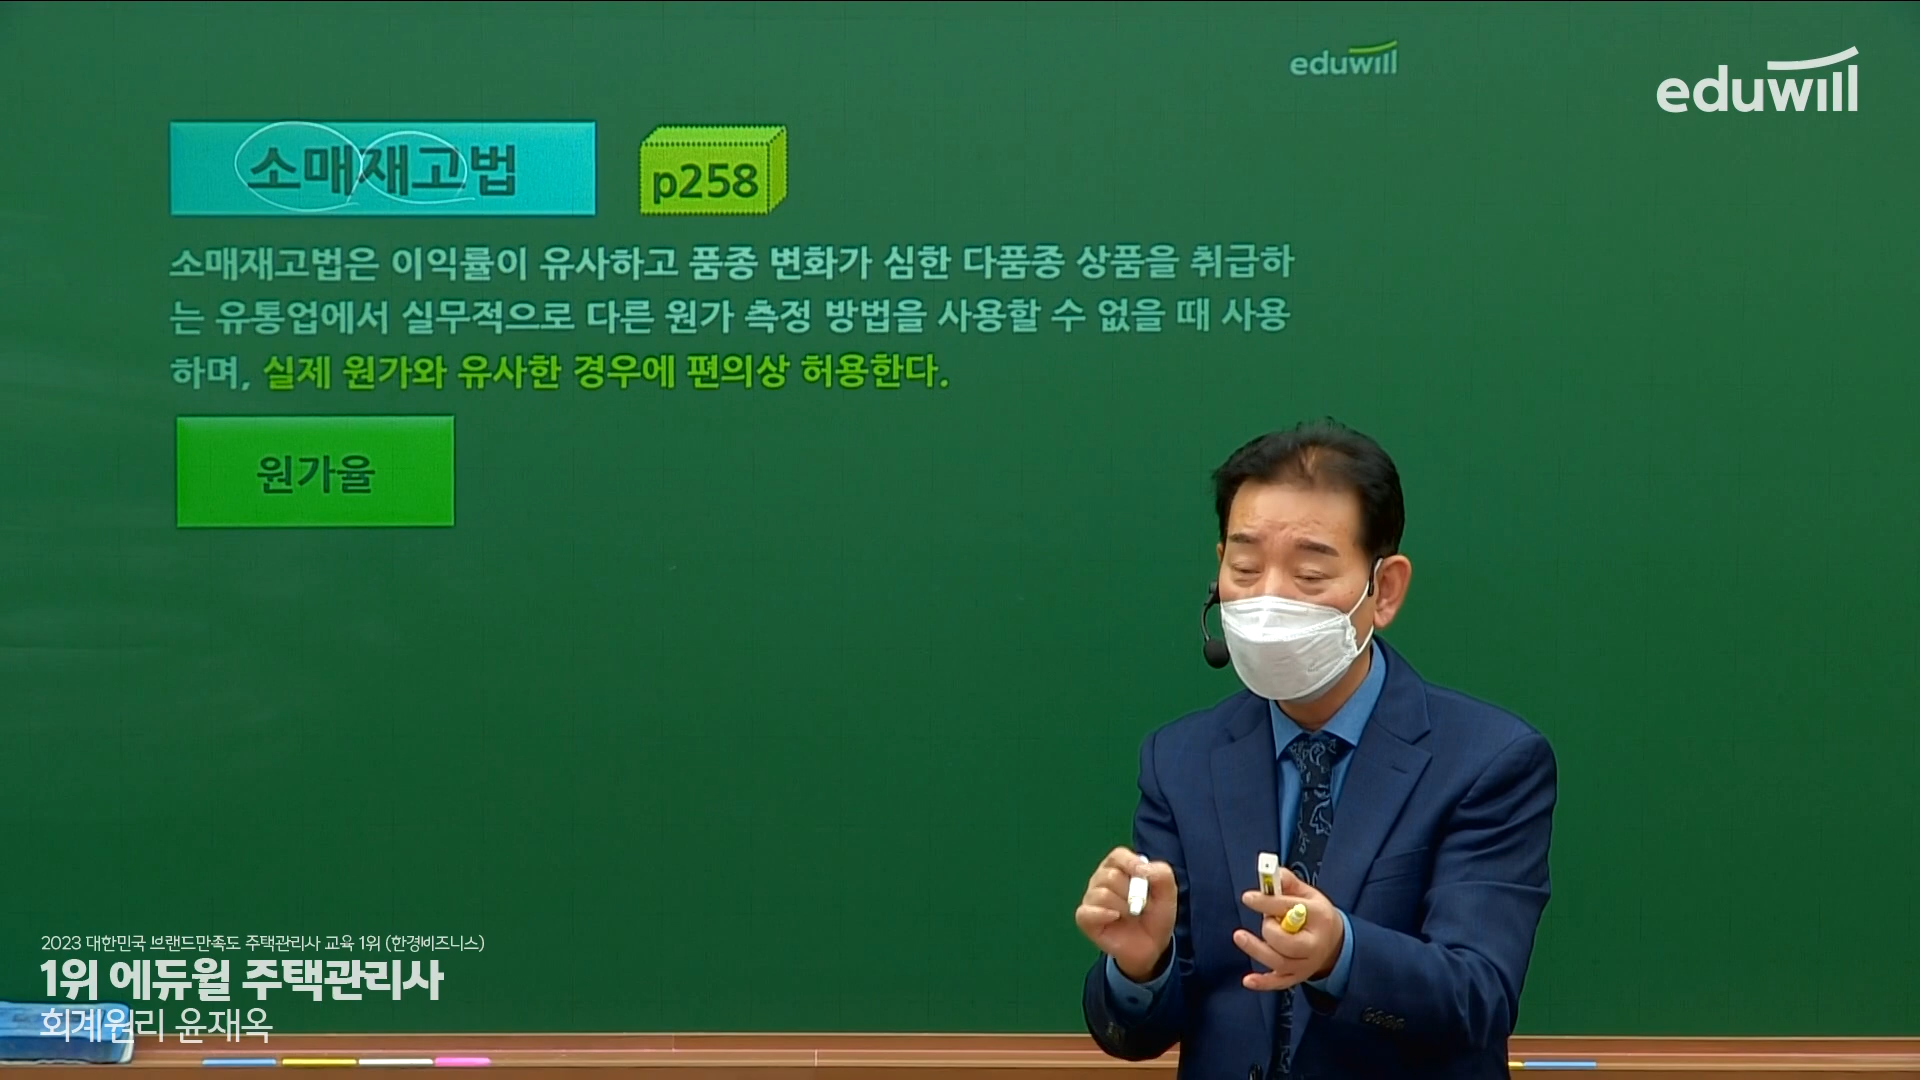 eduwill
eduwill
소매재고법
p258
소매재고법은 이익률이 유사하고 품종 변화가 심한 다품종 상품을 취급하
는 유통업에서 실무적으로 다른 원가 측정 방법을 사용할 수 없을 때 사용
하며, 실제 원가와 유사한 경우에 편의상 허용한다.
원가율
2023 대한민국 브랜드만족도 주택관리사 교육 1위 (한경비즈니스)
1위 에듀윌 주택관리사
회계원리 윤재옥